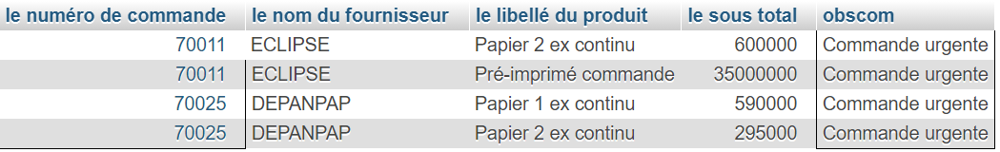 le numéro de commande le nom du fournisseur le libellé du produit le sous total obscom
70011 ECLIPSE Papier 2 ex continu 600000 Commande urgente
70011 ECLIPSE Pré-imprimé commande 35000000 Commande urgente
70025 DEPANPAP Papier 1 ex continu 590000 Commande urgente
70025 DEPANPAP Papier 2 ex continu 295000 Commande urgente